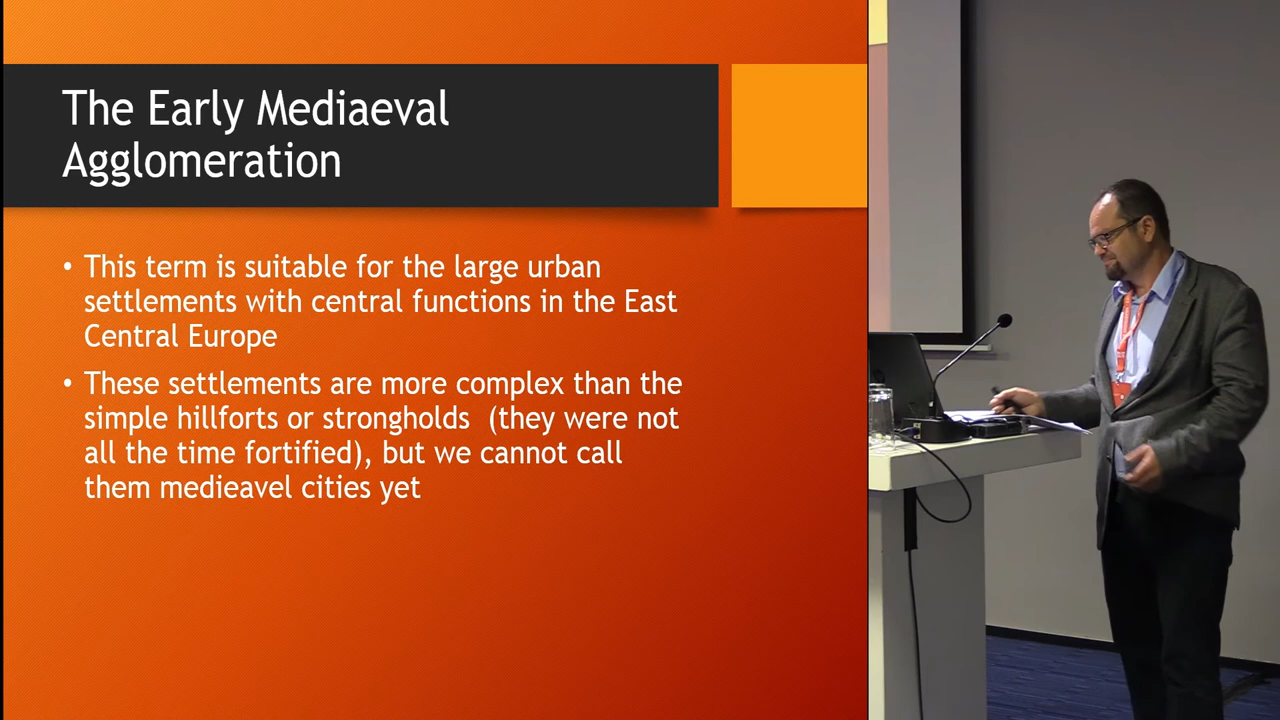 The Early Mediaeval
Agglomeration
• This term is suitable for the large urban
settlements with central functions in the East
Central Europe
• These settlements are more complex than the
simple hillforts or strongholds (they were not
all the time fortified), but we cannot call
them medieavel cities yet